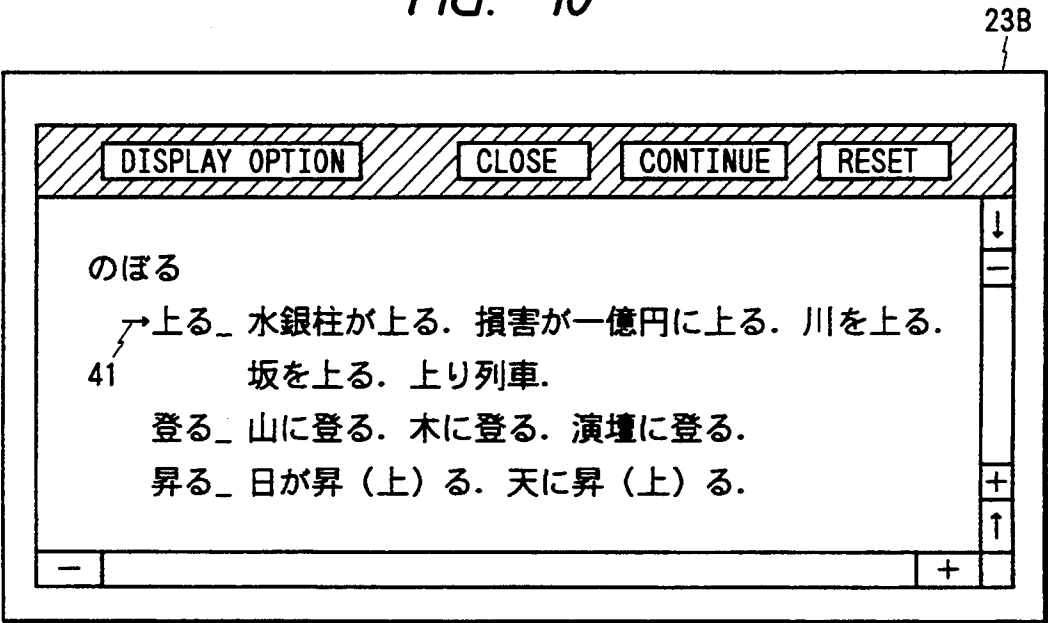 FIG. 10
23B
DISPLAY OPTION CLOSE CONTINUE RESET
↓
のぼる
−
→上る_ 水銀柱が上る. 損害が一億円に上る. 川を上る.
41 坂を上る. 上り列車.
登る_ 山に登る. 木に登る. 演壇に登る.
昇る_ 日が昇（上）る. 天に昇（上）る.
+
↑
− +